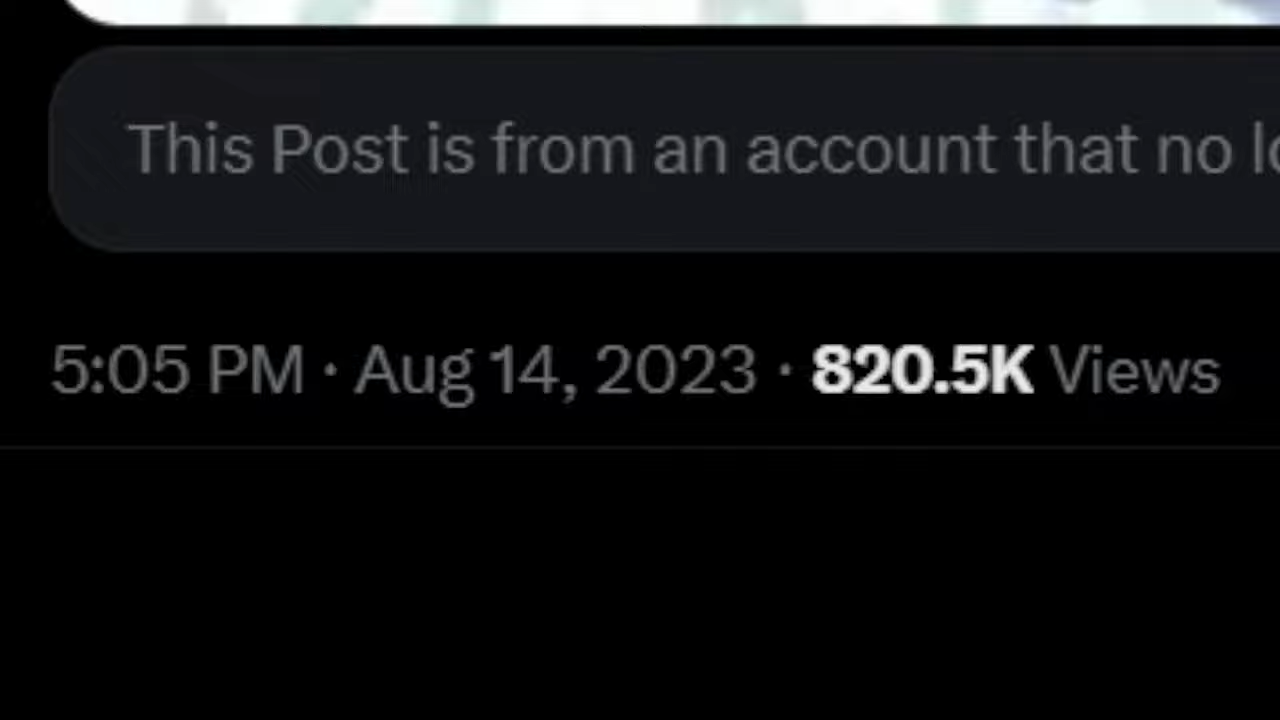 This Post is from an account that no lo
5:05 PM · Aug 14, 2023 · 820.5K Views